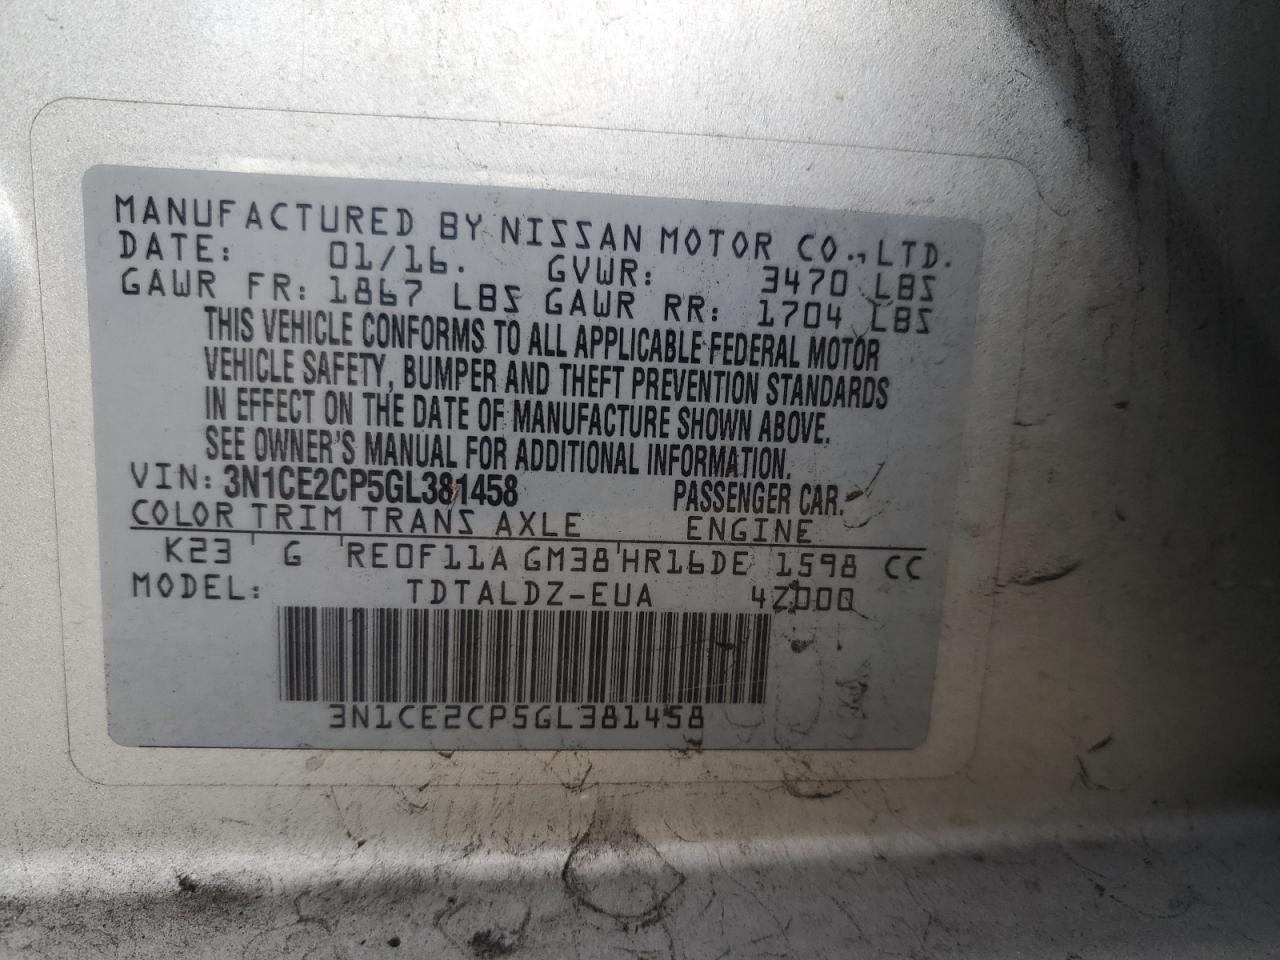 MANUFACTURED BY NISSAN MOTOR CO., LTD.
DATE: 01/16. GVWR: 3470 LBS
GAWR FR: 1867 LBS GAWR RR: 1704 LBS
THIS VEHICLE CONFORMS TO ALL APPLICABLE FEDERAL MOTOR
VEHICLE SAFETY, BUMPER AND THEFT PREVENTION STANDARDS
IN EFFECT ON THE DATE OF MANUFACTURE SHOWN ABOVE.
SEE OWNER'S MANUAL FOR ADDITIONAL INFORMATION.
VIN: 3N1CE2CP5GL381458 PASSENGER CAR.
COLOR TRIM TRANS AXLE ENGINE
K23 G RE0F11A GM38 HR16DE 1598 CC
MODEL: TDTALDZ-EUA 4Z000
3N1CE2CP5GL381458